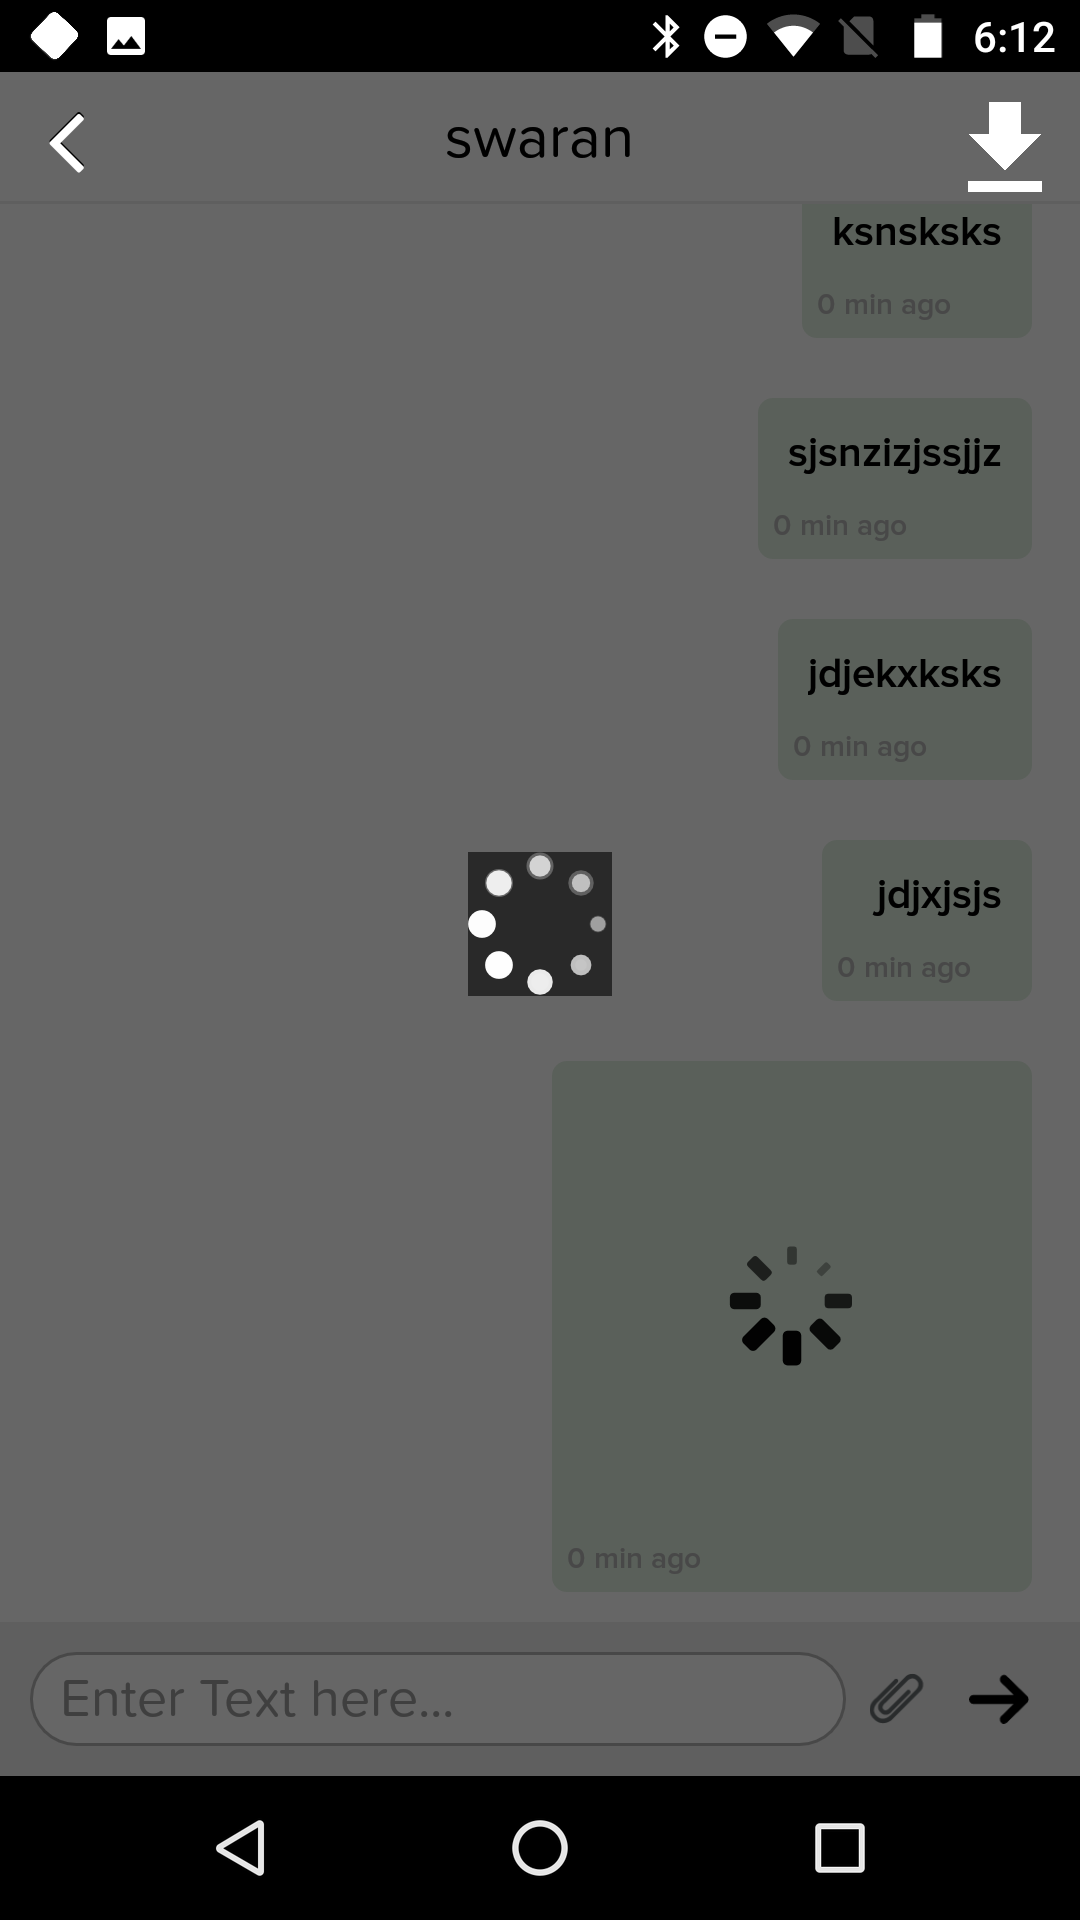 6:12
swaran
ksnsksks
0 min ago
sjsnzizjssjjz
0 min ago
jdjekxksks
0 min ago
jdjxjsjs
0 min ago
0 min ago
Enter Text here...